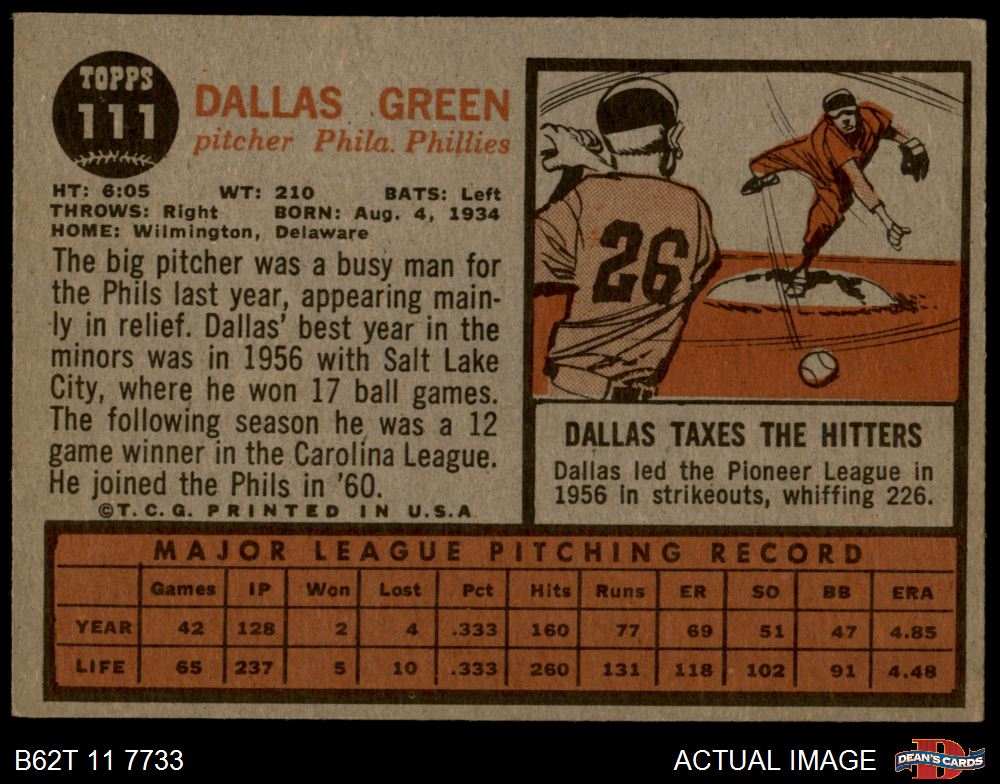 TOPPS
111
DALLAS GREEN
pitcher Phila. Phillies
HT: 6:05 WT: 210 BATS: Left
THROWS: Right BORN: Aug. 4, 1934
HOME: Wilmington, Delaware
The big pitcher was a busy man for
the Phils last year, appearing main-
ly in relief. Dallas' best year in the
minors was in 1956 with Salt Lake
City, where he won 17 ball games.
The following season he was a 12
game winner in the Carolina League.
He joined the Phils in '60.
©T.C.G. PRINTED IN U.S.A
26
DALLAS TAXES THE HITTERS
Dallas led the Pioneer League in
1956 in strikeouts, whiffing 226.
MAJOR LEAGUE PITCHING RECORD
Games IP Won Lost Pct Hits Runs ER SO BB ERA
YEAR 42 128 2 4 .333 160 77 69 51 47 4.85
LIFE 65 237 5 10 .333 260 131 118 102 91 4.48
B62T 11 7733
ACTUAL IMAGE
D
DEAN'S CARDS